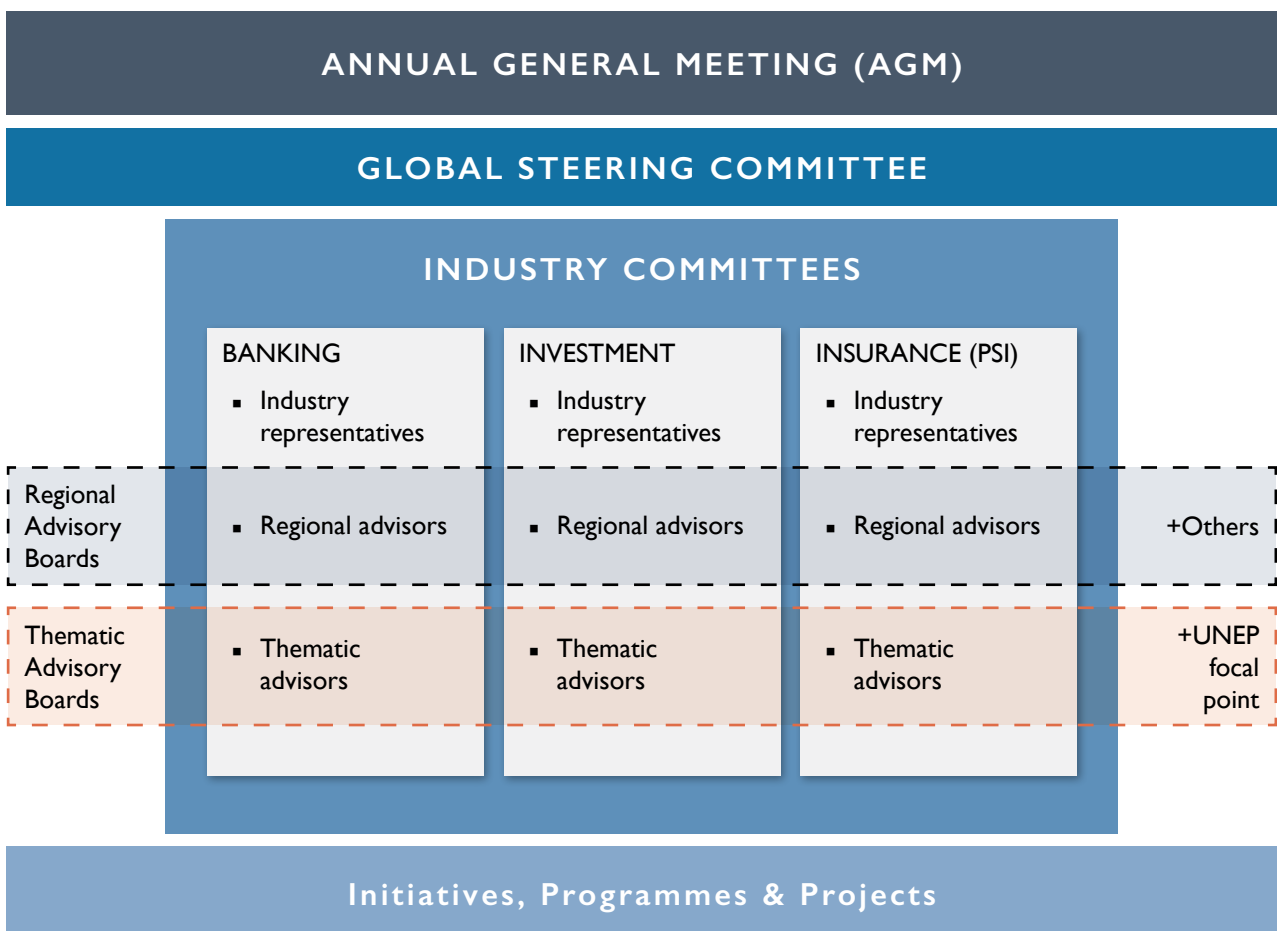 ANNUAL GENERAL MEETING (AGM)
GLOBAL STEERING COMMITTEE
INDUSTRY COMMITTEES
BANKING
▪ Industry
representatives
▪ Regional advisors
▪ Thematic
advisors
INVESTMENT
▪ Industry
representatives
▪ Regional advisors
▪ Thematic
advisors
INSURANCE (PSI)
▪ Industry
representatives
▪ Regional advisors
▪ Thematic
advisors
Regional
Advisory
Boards
+Others
Thematic
Advisory
Boards
+UNEP
focal
point
Initiatives, Programmes & Projects